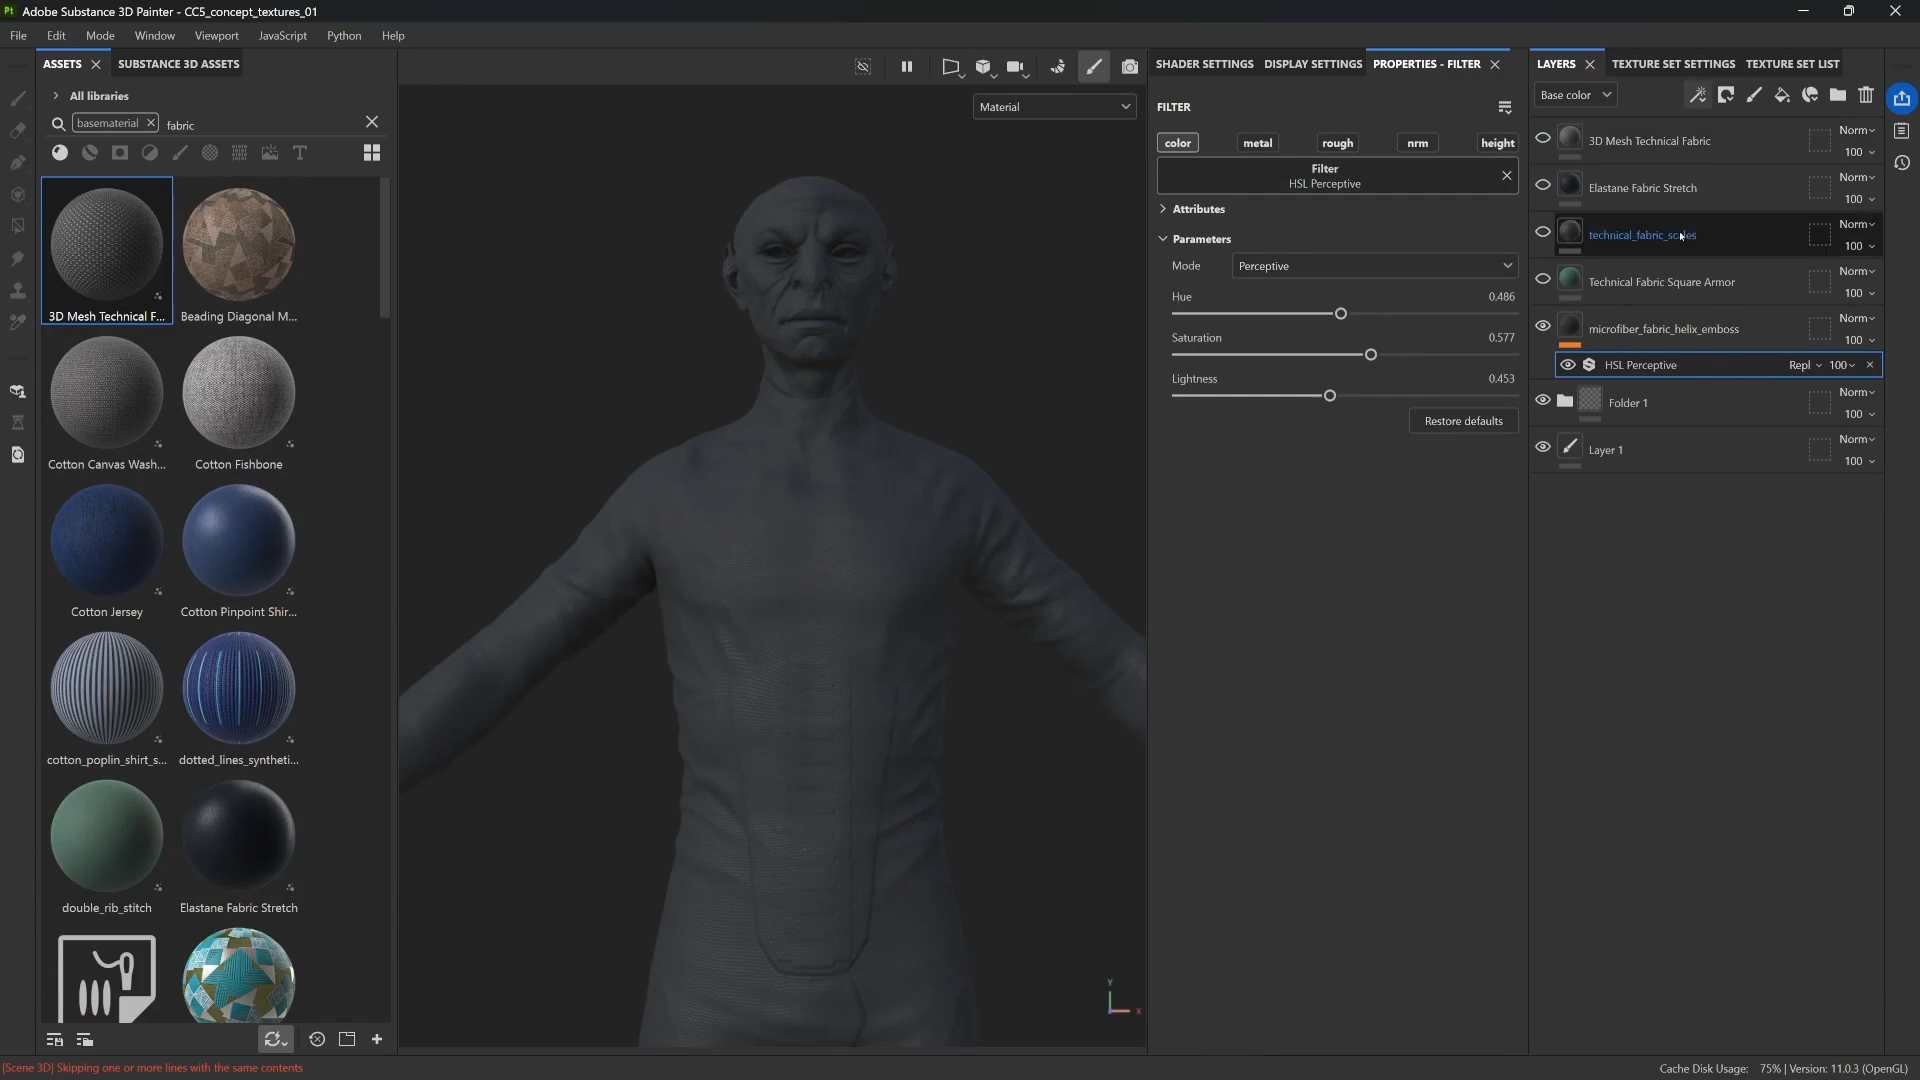 Pt Adobe Substance 3D Painter - CC5_concept_textures_01
File Edit Mode Window Viewport JavaScript Python Help
ASSETS SUBSTANCE 3D ASSETS
All libraries
basematerial fabric
3D Mesh Technical F... Beading Diagonal M...
Cotton Canvas Wash... Cotton Fishbone
Cotton Jersey Cotton Pinpoint Shir...
cotton_poplin_shirt_s... dotted_lines_syntheti...
double_rib_stitch Elastane Fabric Stretch
Material
Y
X
SHADER SETTINGS DISPLAY SETTINGS PROPERTIES - FILTER
FILTER
color metal rough nrm height
Filter
HSL Perceptive
Attributes
Parameters
Mode Perceptive
Hue 0.486
Saturation 0.577
Lightness 0.453
Restore defaults
LAYERS TEXTURE SET SETTINGS TEXTURE SET LIST
Base color
3D Mesh Technical Fabric Norm 100
Elastane Fabric Stretch Norm 100
technical_fabric_scales Norm 100
Technical Fabric Square Armor Norm 100
microfiber_fabric_helix_emboss Norm 100
HSL Perceptive Repl 100
Folder 1 Norm 100
Layer 1 Norm 100
[Scene 3D] Skipping one or more lines with the same contents
Cache Disk Usage: 75% | Version: 11.0.3 (OpenGL)